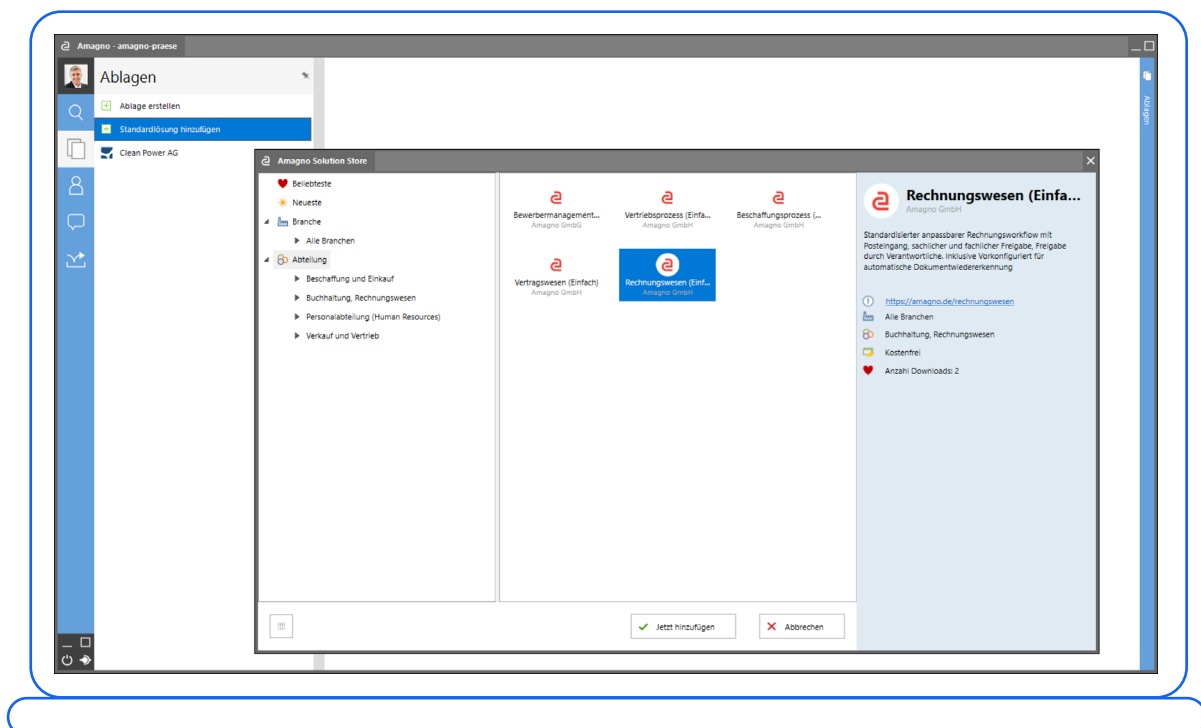 Amagno - amagno-praese
Ablagen
Ablage erstellen
Standardlösung hinzufügen
Clean Power AG
Ablagen
Amagno Solution Store
Beliebteste
Neueste
Branche
Alle Branchen
Abteilung
Beschaffung und Einkauf
Buchhaltung, Rechnungswesen
Personalabteilung (Human Resources)
Verkauf und Vertrieb
Bewerbermanagement...
Amagno GmbG
Vertriebsprozess (Einfa...
Amagno GmbH
Beschaffungsprozess (...
Amagno GmbH
Vertragswesen (Einfach)
Amagno GmbH
Rechnungswesen (Einf...
Amagno GmbH
Rechnungswesen (Einfa...
Amagno GmbH
Standardisierter anpassbarer Rechnungsworkflow mit
Posteingang, sachlicher und fachlicher Freigabe, Freigabe
durch Verantwortliche. Inklusive Vorkonfiguriert für
automatische Dokumentwiedererkennung
https://amagno.de/rechnungswesen
Alle Branchen
Buchhaltung, Rechnungswesen
Kostenfrei
Anzahl Downloads: 2
Jetzt hinzufügen
Abbrechen